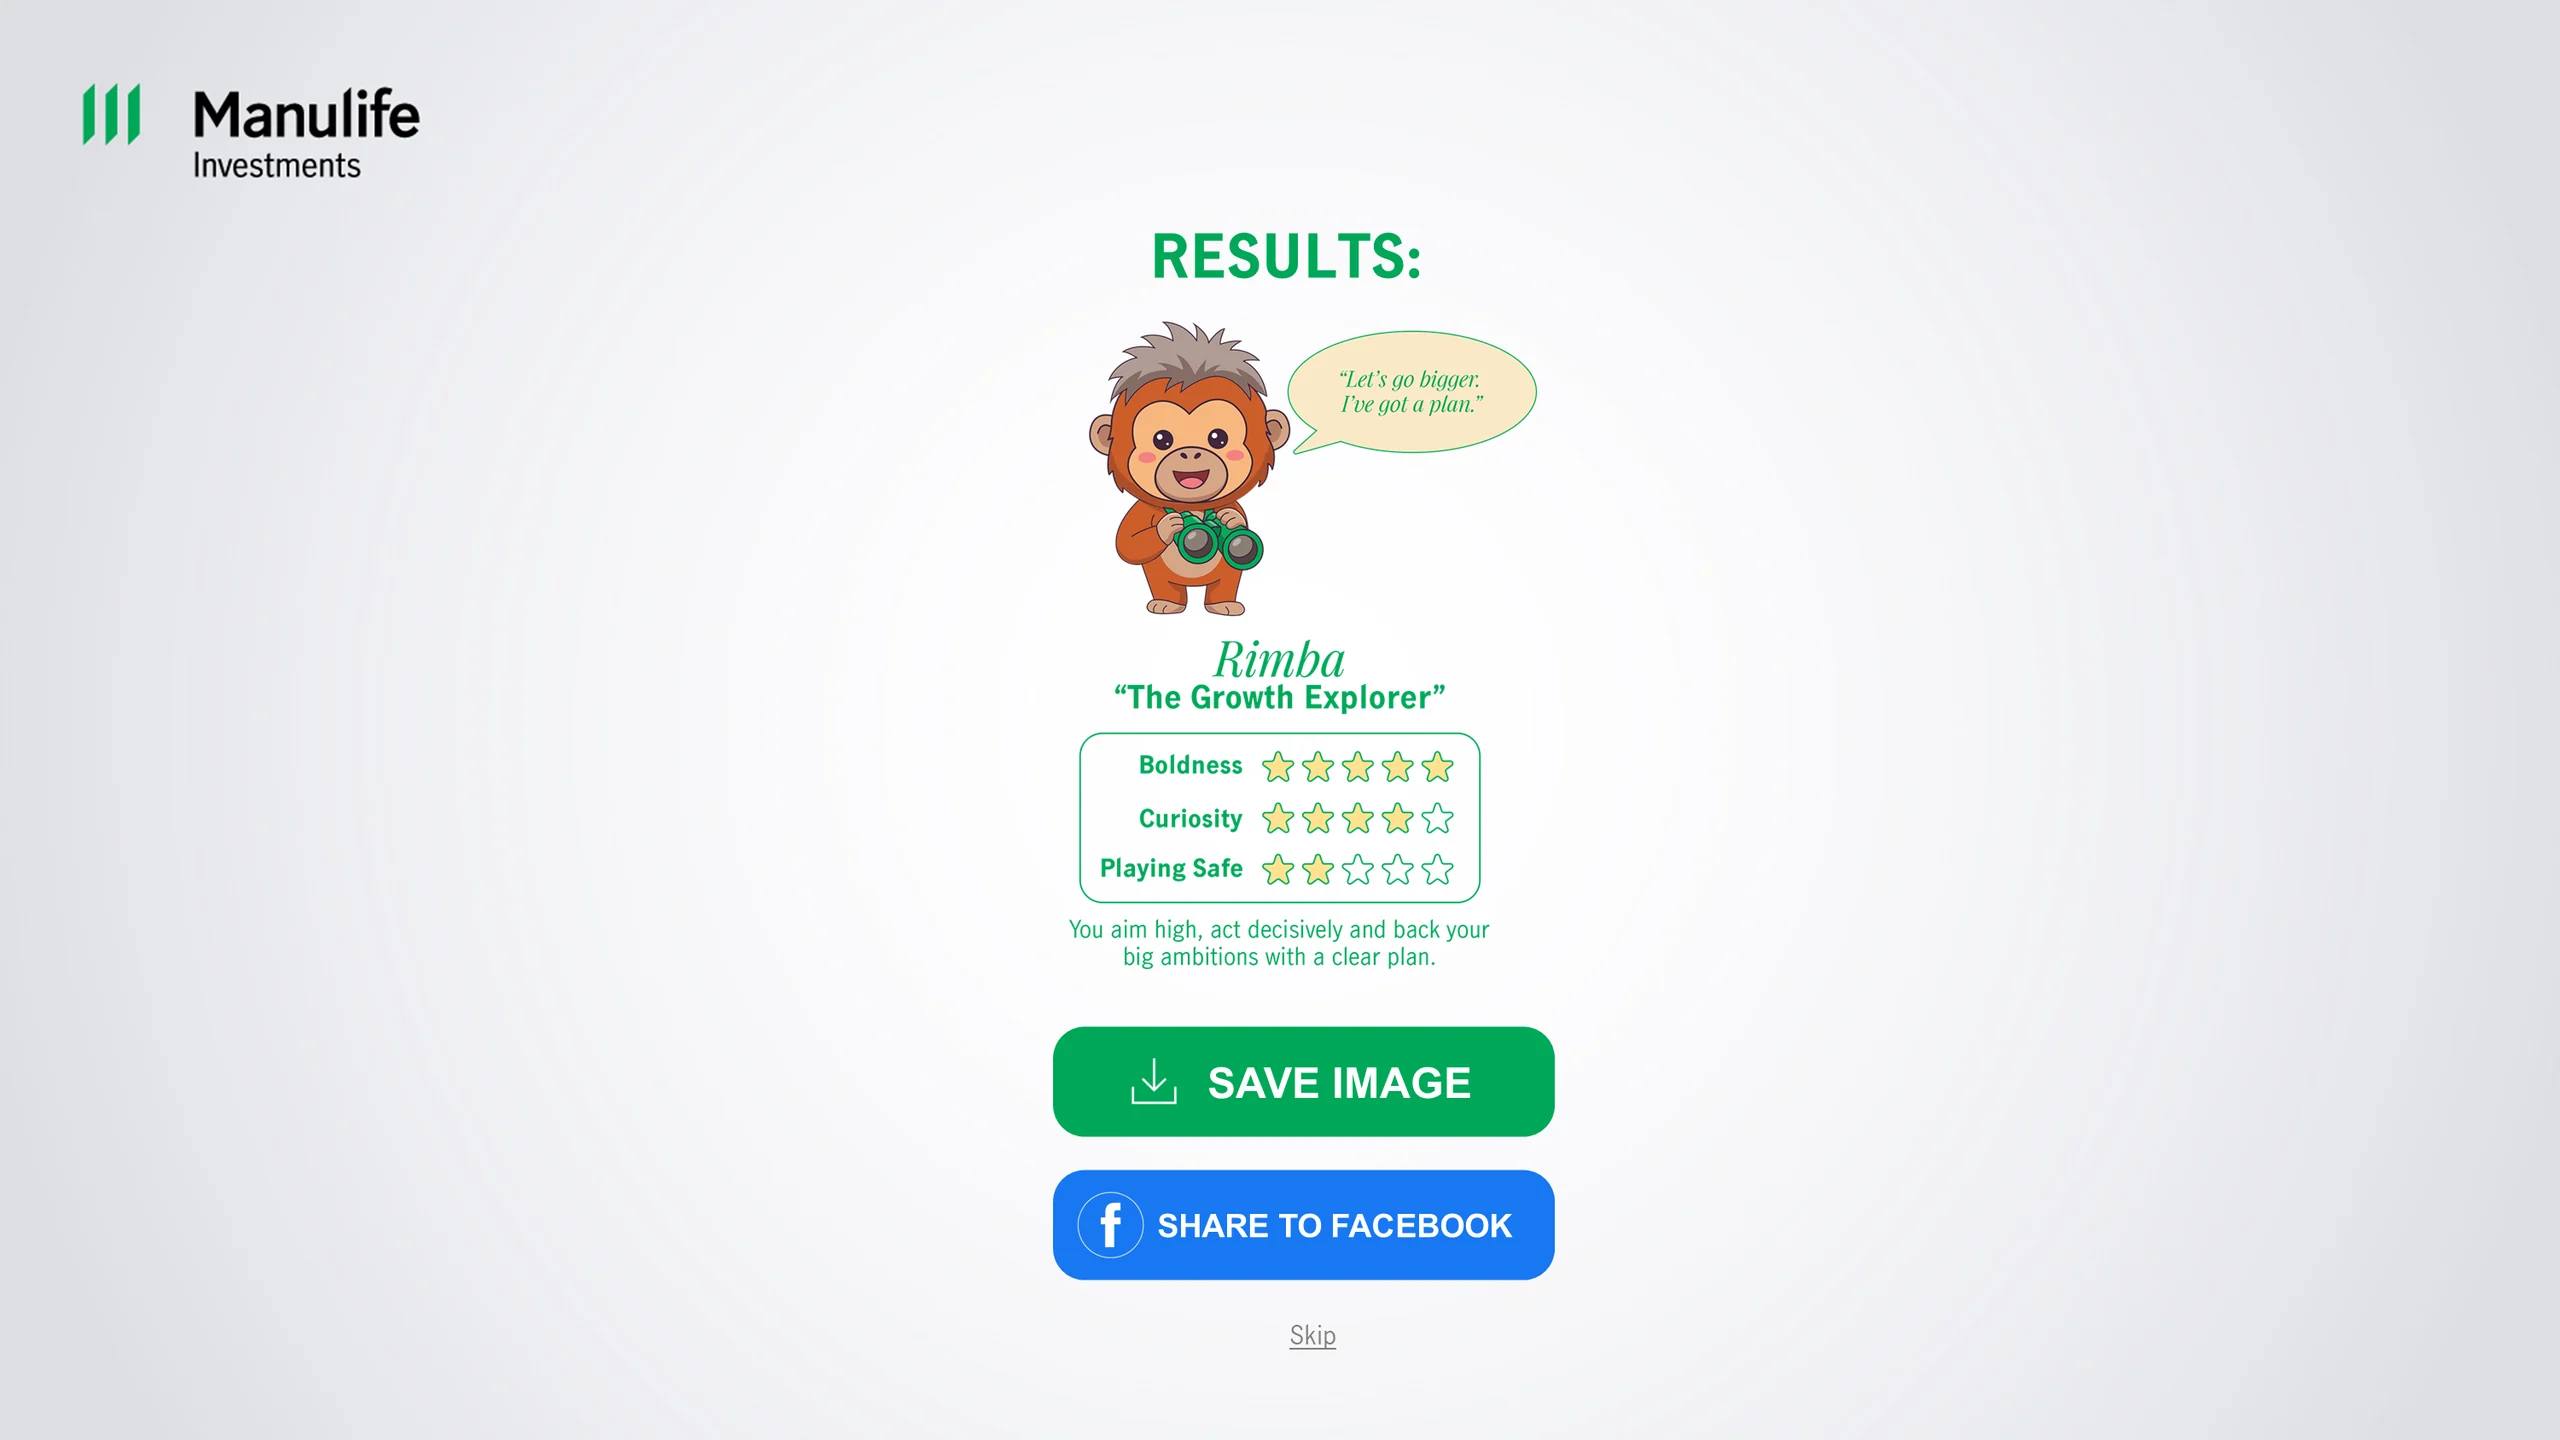 Manulife
Investments
RESULTS:
“Let’s go bigger.
I’ve got a plan.”
Rimba
“The Growth Explorer”
Boldness
Curiosity
Playing Safe
You aim high, act decisively and back your
big ambitions with a clear plan.
SAVE IMAGE
f SHARE TO FACEBOOK
Skip